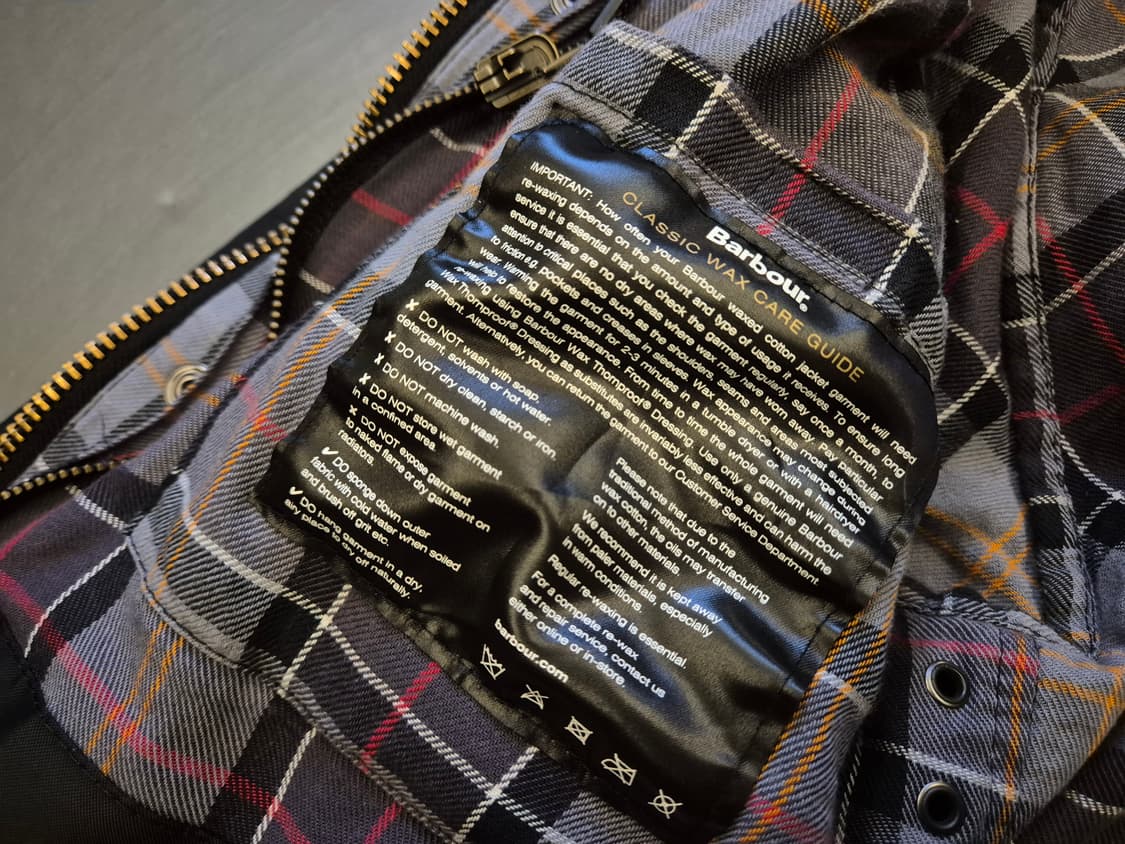 Barbour.
CLASSIC WAX CARE GUIDE
IMPORTANT: How often your Barbour waxed cotton jacket garment will need
re-waxing depends on the amount and type of usage it receives. To ensure long
service it is essential that you check the garment regularly, say once a month, to
ensure that there are no dry areas where wax may have worn away. Pay particular
attention to critical places such as the shoulders, seams and areas most subjected
to friction e.g. pockets and creases in sleeves. Wax appearance may change during
wear. Warming the garment for 2-3 minutes in a tumble dryer or with a hairdryer
will help to restore the appearance. From time to time the whole garment will need
re-waxing using Barbour Wax Thornproof® Dressing. Use only a genuine Barbour
Wax Thornproof® Dressing as substitutes are invariably less effective and can harm the
garment. Alternatively, you can return the garment to our Customer Service Department
✘ DO NOT wash with soap,
detergent, solvents or hot water.
✘ DO NOT dry clean, starch or iron.
✘ DO NOT machine wash.
✘ DO NOT store wet garment
in a confined area
✘ DO NOT expose garment
to naked flame or dry garment on
radiators.
✔ DO sponge down outer
fabric with cold water when soiled
and brush off grit etc.
✔ DO hang garment in a dry,
airy place to dry off naturally.
Please note that due to the
traditional method of manufacturing
wax cotton, the oils may transfer
on to other materials.
We recommend it is kept away
from paler materials, especially
in warm conditions.
Regular re-waxing is essential.
For a complete re-wax
and repair service, contact us
either online or in-store.
barbour.com